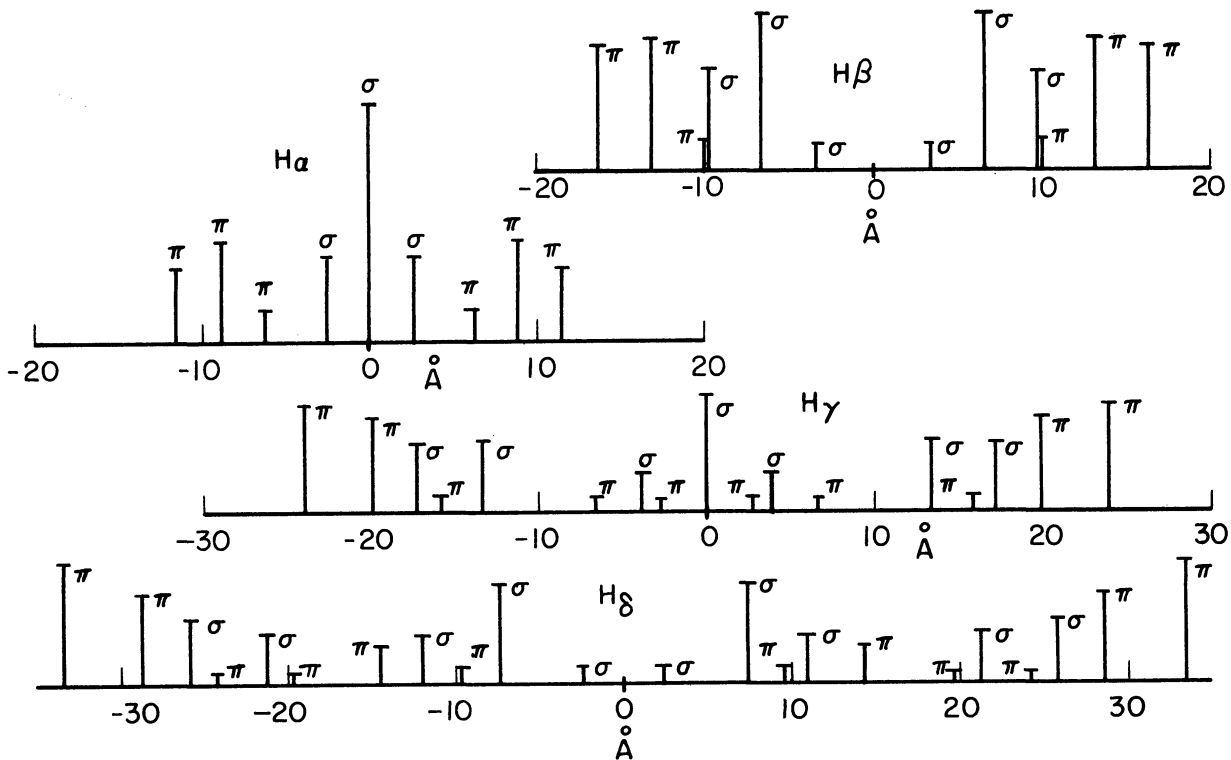 Hα
σ
π π π σ σ π π π
-20 -10 0 Å 10 20
Hβ
π π π σ σ σ σ σ σ π π π
-20 -10 0 10 20
Å
Hγ
π π σ π σ π σ π σ π σ π σ π σ π π
-30 -20 -10 0 10 Å 20 30
Hδ
π π σ π σ π π σ π σ σ σ σ π σ π π σ π σ π π
-30 -20 -10 0 10 20 30
Å